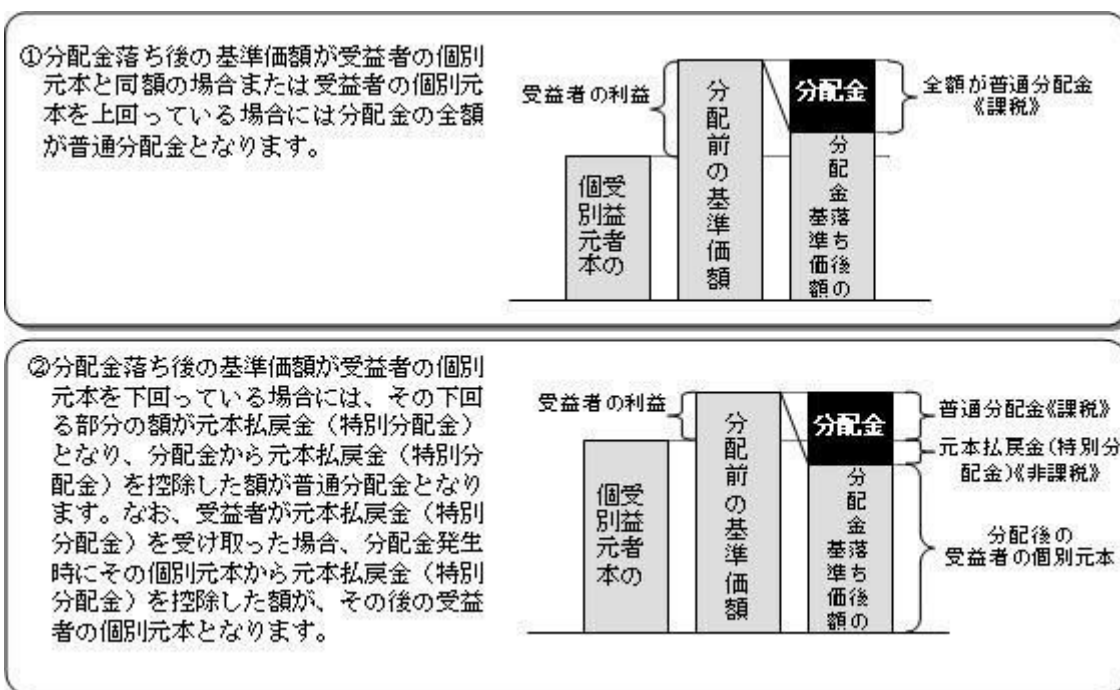 ①分配金落ち後の基準価額が受益者の個別
元本と同額の場合または受益者の個別元
本を上回っている場合には分配金の全額
が普通分配金となります。
受益者の利益
受益者の
個別元本
分配前の基準価額
分配金
分配金落ち後の
基準価額
全額が普通分配金
《課税》
②分配金落ち後の基準価額が受益者の個別
元本を下回っている場合には、その下回
る部分の額が元本払戻金（特別分配金）
となり、分配金から元本払戻金（特別分
配金）を控除した額が普通分配金となり
ます。なお、受益者が元本払戻金（特別
分配金）を受け取った場合、分配金発生
時にその個別元本から元本払戻金（特別
分配金）を控除した額が、その後の受益
者の個別元本となります。
受益者の利益
受益者の
個別元本
分配前の基準価額
分配金
分配金落ち後の
基準価額
普通分配金《課税》
元本払戻金(特別分
配金)《非課税》
分配後の
受益者の個別元本